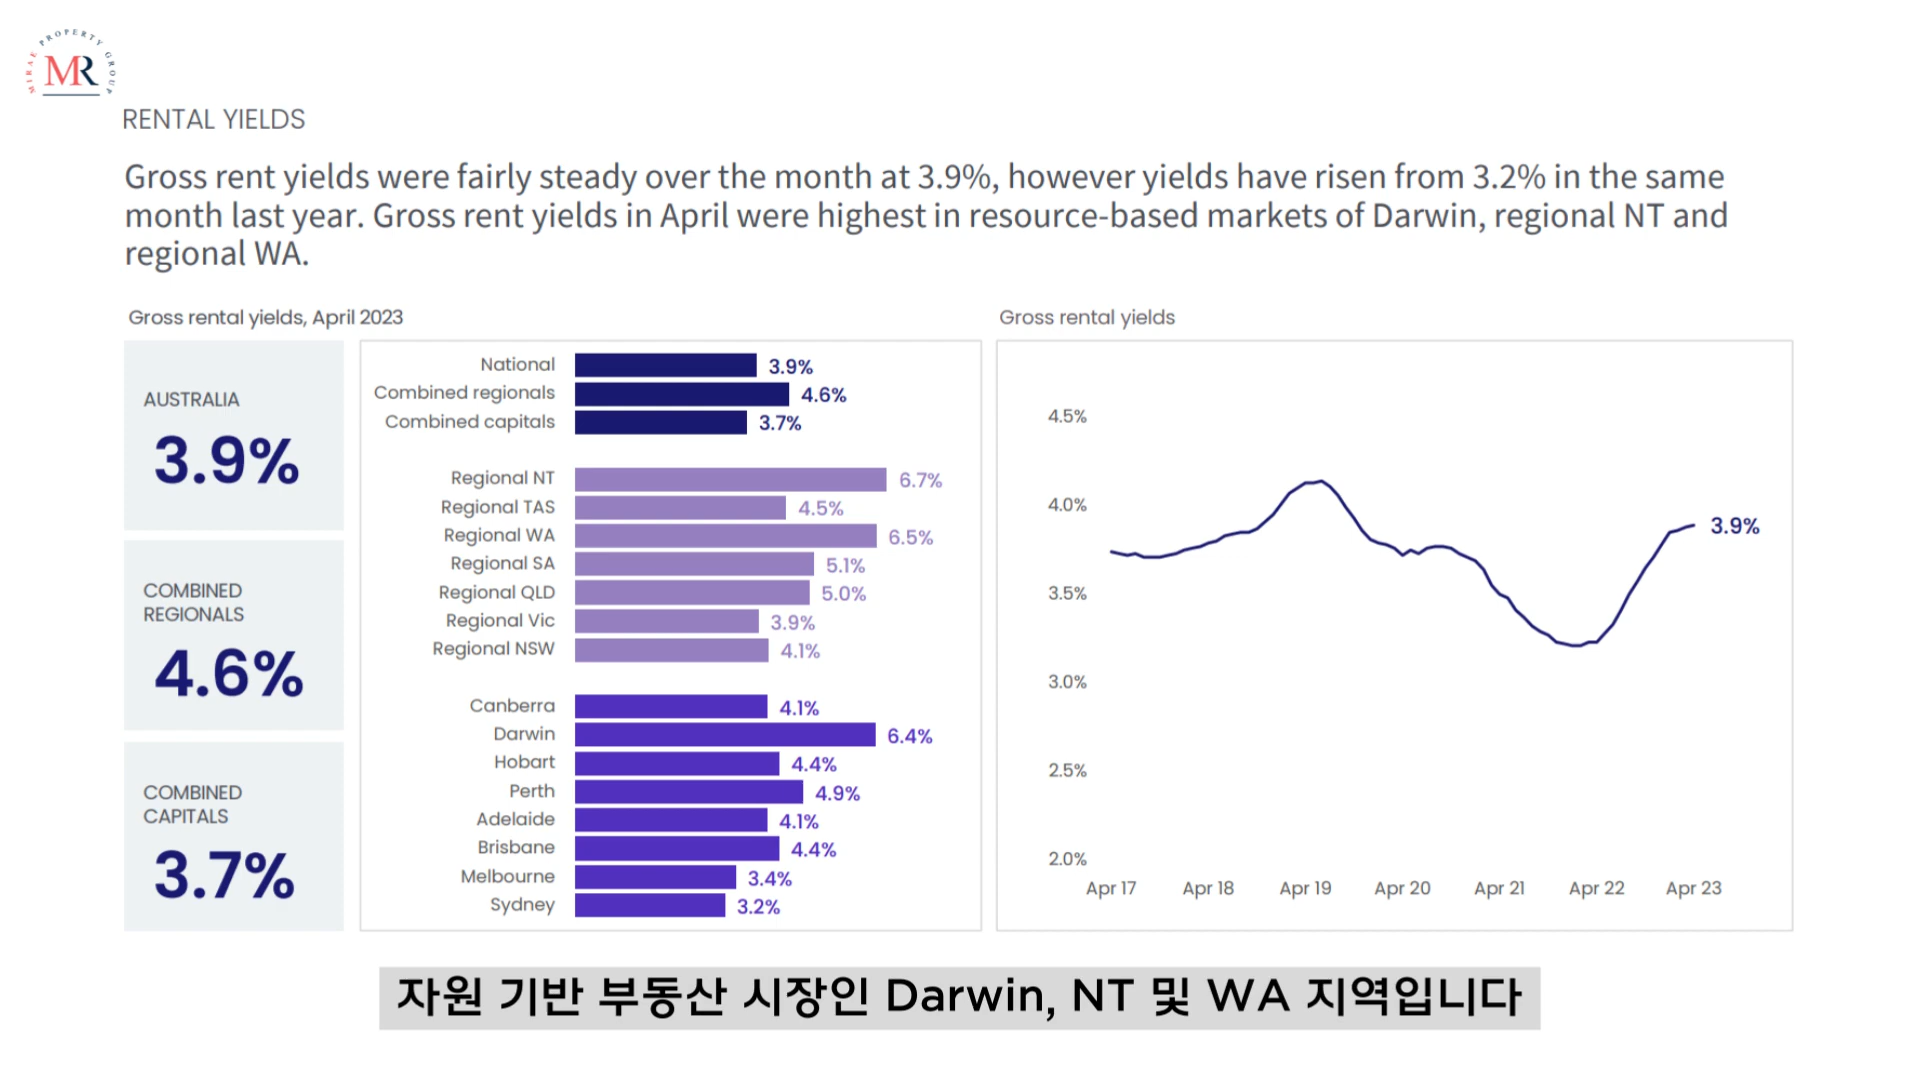 MIRAE PROPERTY GROUP
MR
RENTAL YIELDS
Gross rent yields were fairly steady over the month at 3.9%, however yields have risen from 3.2% in the same
month last year. Gross rent yields in April were highest in resource-based markets of Darwin, regional NT and
regional WA.
Gross rental yields, April 2023
AUSTRALIA
3.9%
COMBINED
REGIONALS
4.6%
COMBINED
CAPITALS
3.7%
National 3.9%
Combined regionals 4.6%
Combined capitals 3.7%
Regional NT 6.7%
Regional TAS 4.5%
Regional WA 6.5%
Regional SA 5.1%
Regional QLD 5.0%
Regional Vic 3.9%
Regional NSW 4.1%
Canberra 4.1%
Darwin 6.4%
Hobart 4.4%
Perth 4.9%
Adelaide 4.1%
Brisbane 4.4%
Melbourne 3.4%
Sydney 3.2%
Gross rental yields
4.5%
4.0%
3.9%
3.5%
3.0%
2.5%
2.0%
Apr 17 Apr 18 Apr 19 Apr 20 Apr 21 Apr 22 Apr 23
자원 기반 부동산 시장인 Darwin, NT 및 WA 지역입니다